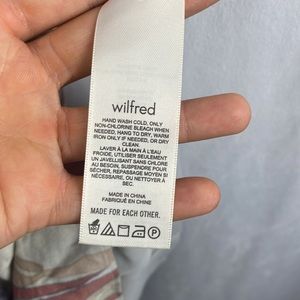 wilfred
HAND WASH COLD, ONLY
NON-CHLORINE BLEACH WHEN
NEEDED, HANG TO DRY, WARM
IRON ONLY IF NEEDED, OR DRY
CLEAN.
LAVER À LA MAIN À L'EAU
FROIDE, UTILISER SEULEMENT
UN JAVELLISANT SANS CHLORE
AU BESOIN, SUSPENDRE POUR
SÉCHER, REPASSAGE MOYEN SI
NÉCESSAIRE, OU NETTOYER À
SEC.
MADE IN CHINA
FABRIQUÉ EN CHINE
MADE FOR EACH OTHER.
P